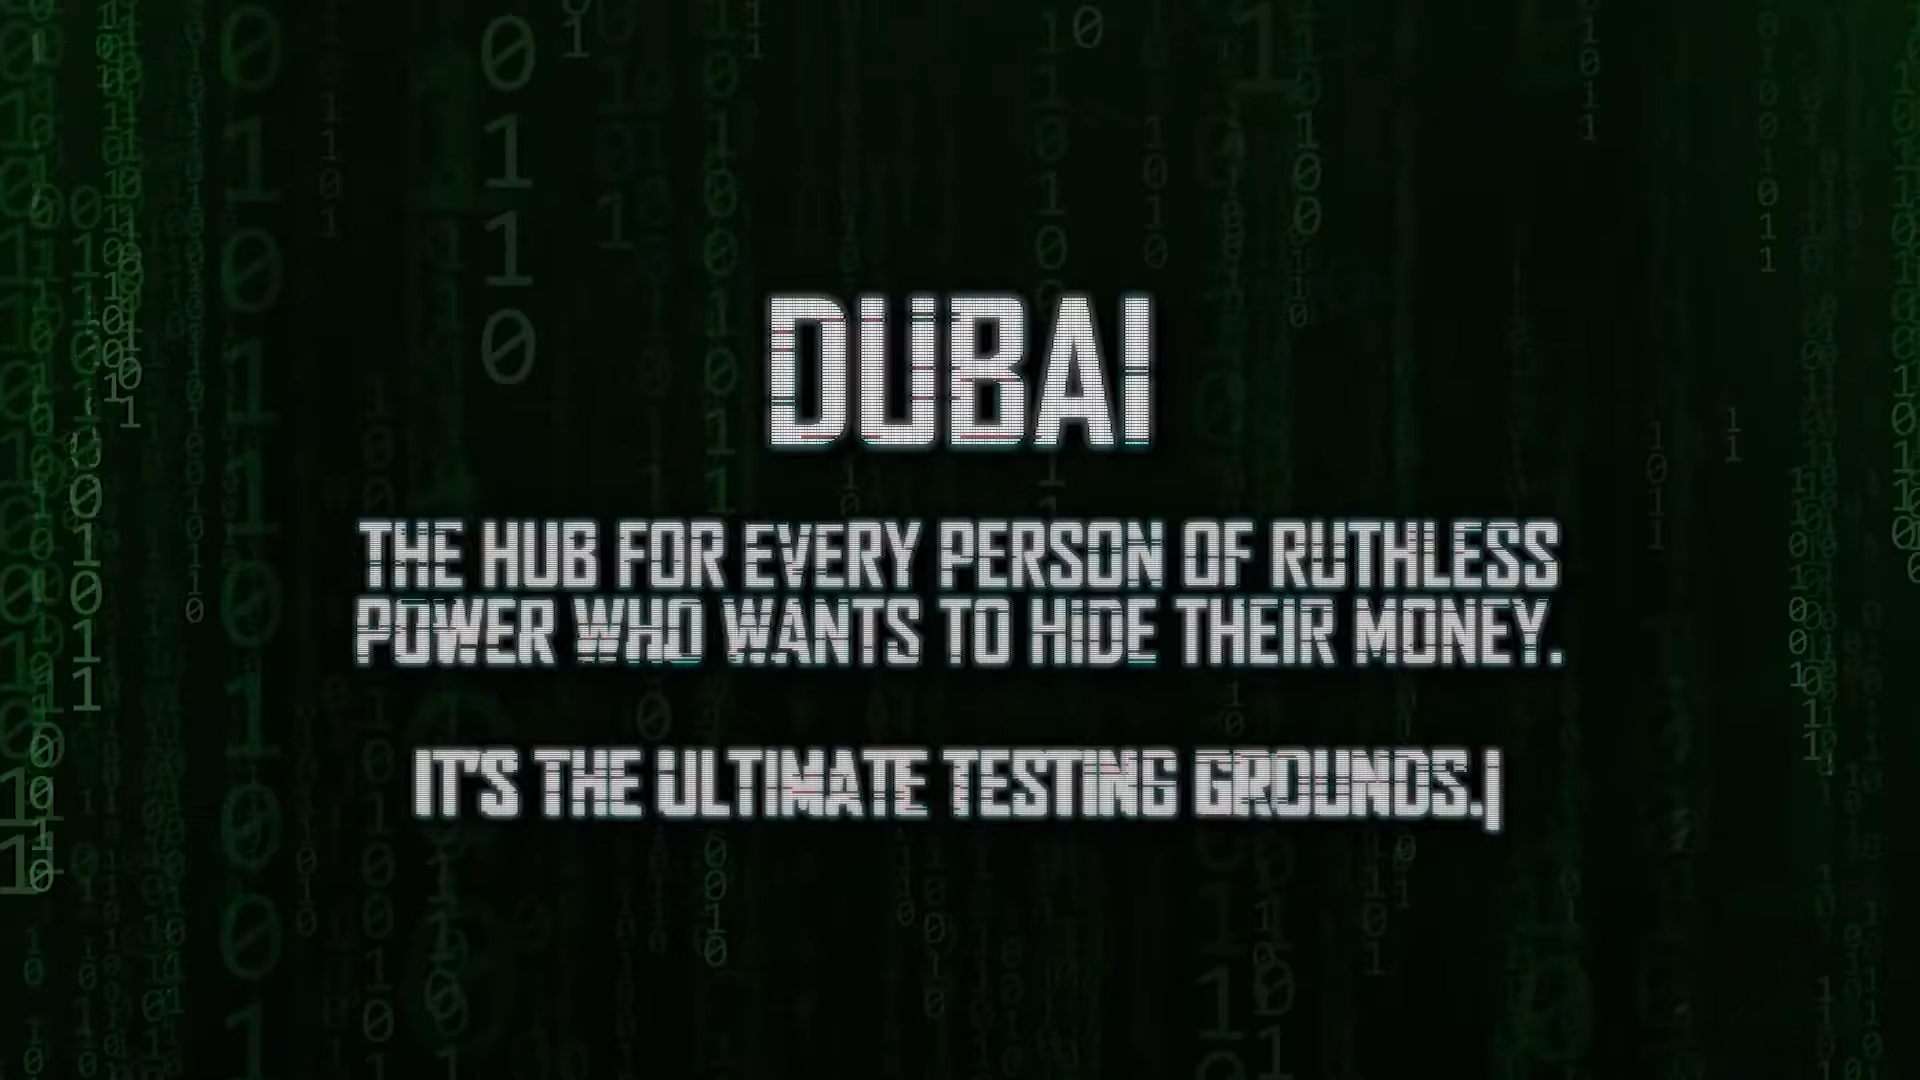 DUBAI
THE HUB FOR EVERY PERSON OF RUTHLESS
POWER WHO WANTS TO HIDE THEIR MONEY.
IT'S THE ULTIMATE TESTING GROUNDS.|